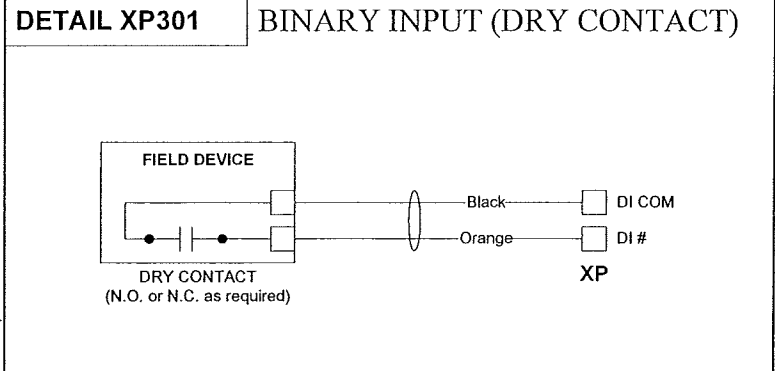 DETAIL XP301
BINARY INPUT (DRY CONTACT)
FIELD DEVICE
Black
DI COM
Orange
DI #
DRY CONTACT
(N.O. or N.C. as required)
XP